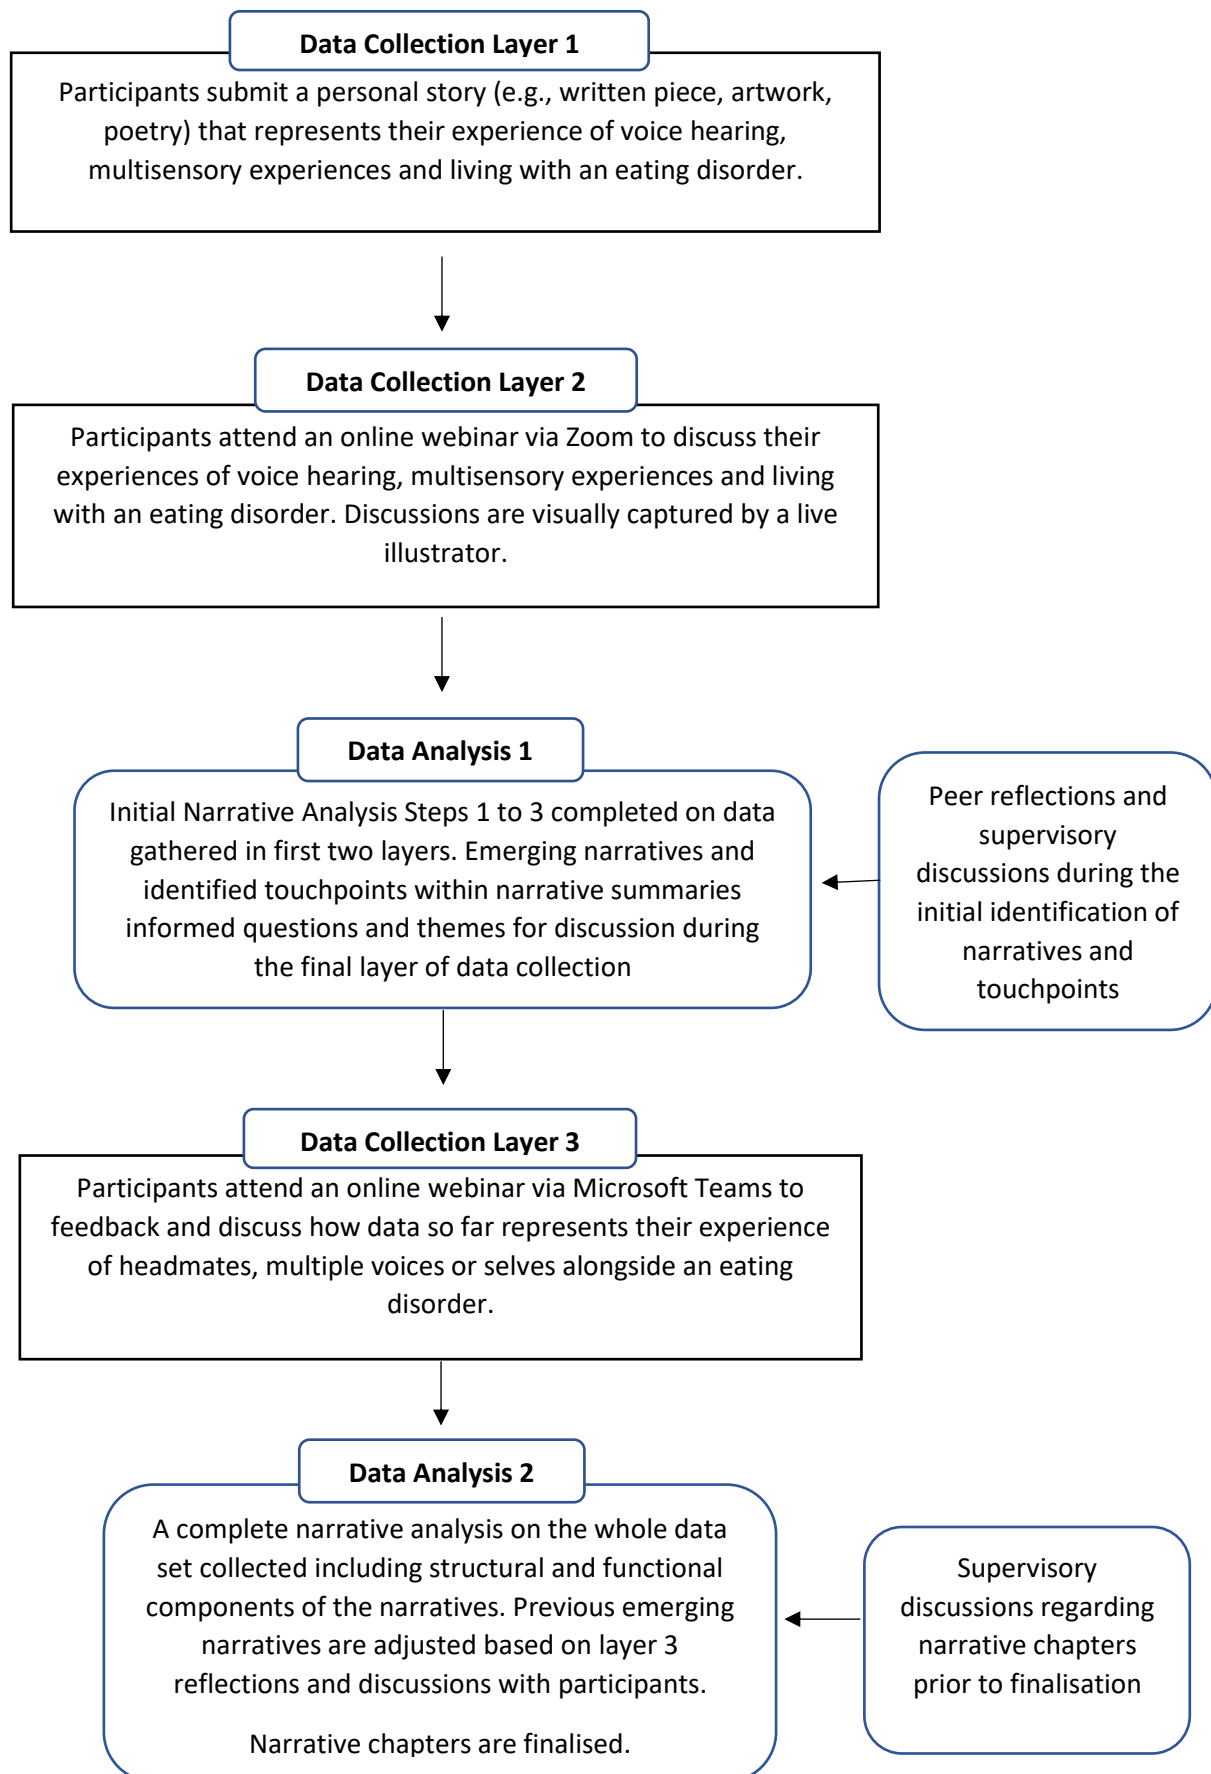 Data Collection Layer 1
Participants submit a personal story (e.g., written piece, artwork,
poetry) that represents their experience of voice hearing,
multisensory experiences and living with an eating disorder.
Data Collection Layer 2
Participants attend an online webinar via Zoom to discuss their
experiences of voice hearing, multisensory experiences and living
with an eating disorder. Discussions are visually captured by a live
illustrator.
Data Analysis 1
Initial Narrative Analysis Steps 1 to 3 completed on data
gathered in first two layers. Emerging narratives and
identified touchpoints within narrative summaries
informed questions and themes for discussion during
the final layer of data collection
Peer reflections and
supervisory
discussions during the
initial identification of
narratives and
touchpoints
Data Collection Layer 3
Participants attend an online webinar via Microsoft Teams to
feedback and discuss how data so far represents their experience
of headmates, multiple voices or selves alongside an eating
disorder.
Data Analysis 2
A complete narrative analysis on the whole data
set collected including structural and functional
components of the narratives. Previous emerging
narratives are adjusted based on layer 3
reflections and discussions with participants.
Narrative chapters are finalised.
Supervisory
discussions regarding
narrative chapters
prior to finalisation